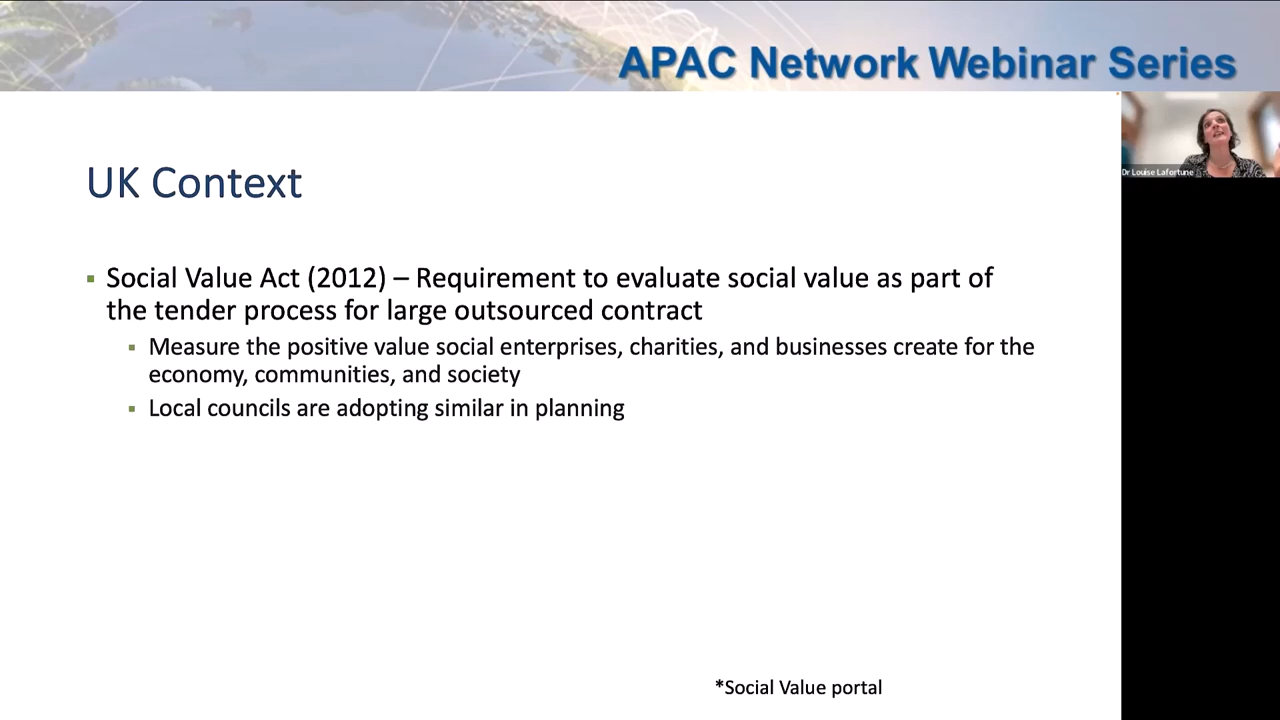 APAC Network Webinar Series
Dr Louise Lafortune
UK Context
Social Value Act (2012) – Requirement to evaluate social value as part of
the tender process for large outsourced contract
Measure the positive value social enterprises, charities, and businesses create for the
economy, communities, and society
Local councils are adopting similar in planning
*Social Value portal